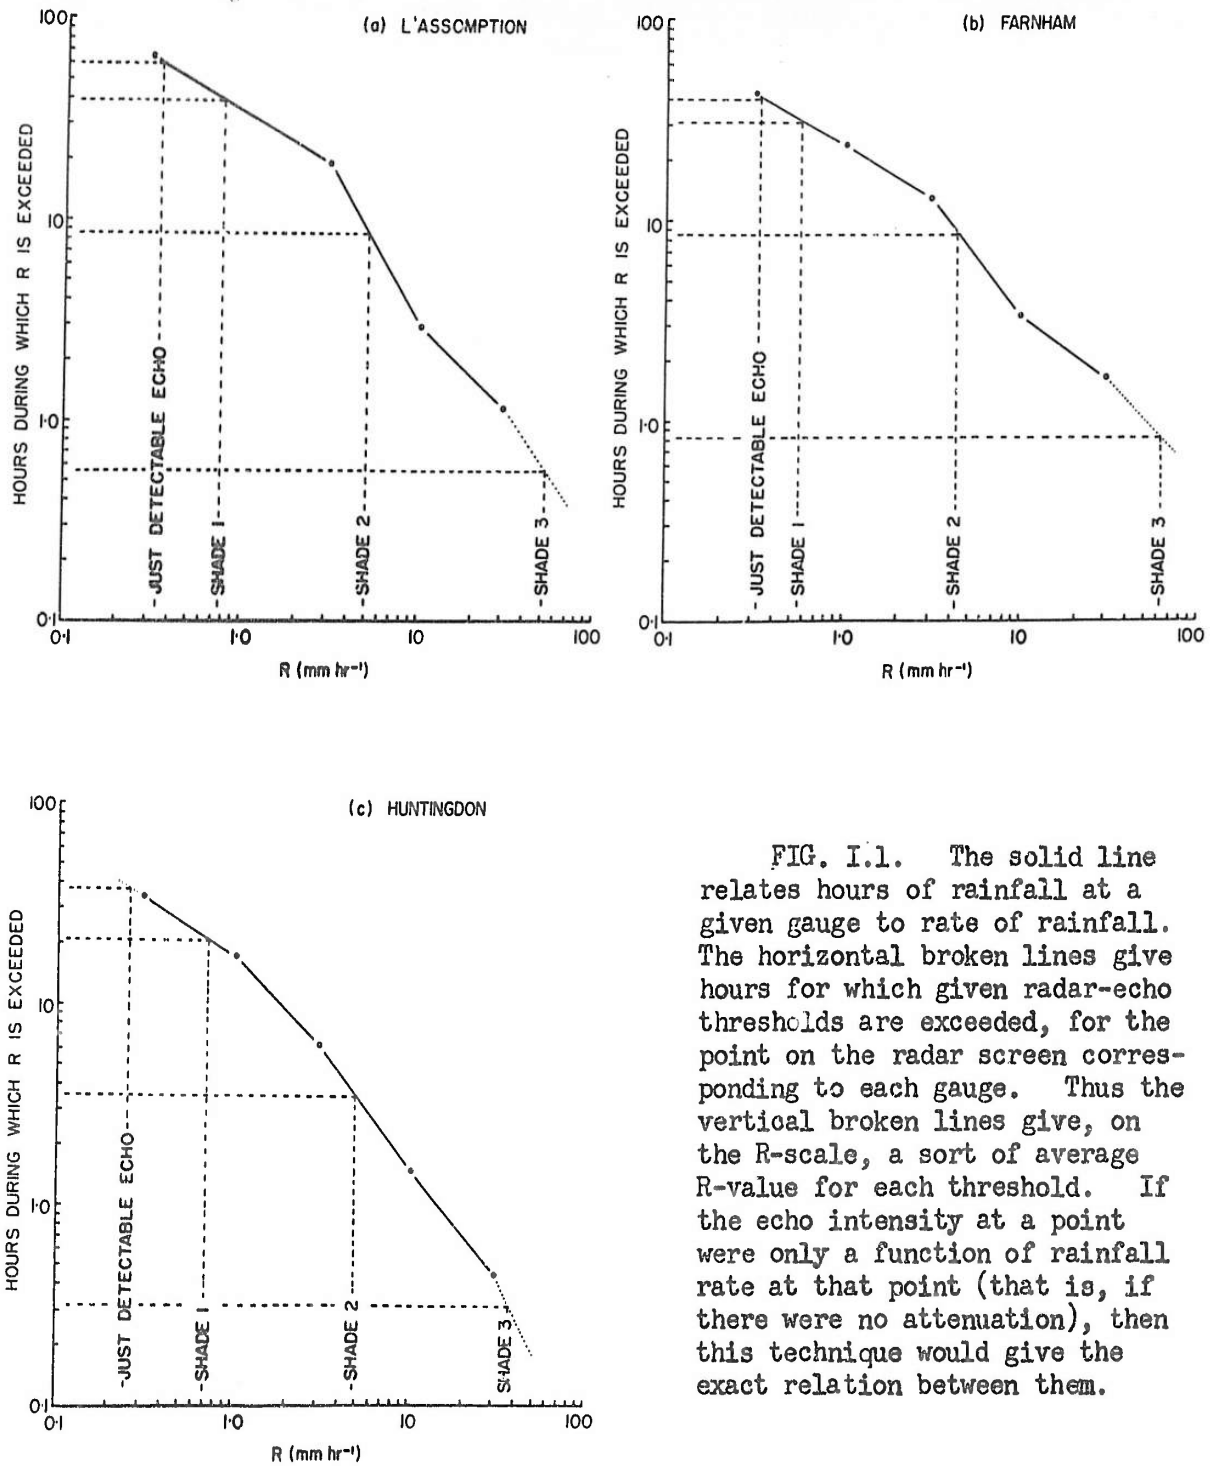 (a) L'ASSOMPTION
100
10
1·0
0·1
HOURS DURING WHICH R IS EXCEEDED
JUST DETECTABLE ECHO
SHADE 1
SHADE 2
SHADE 3
0·1 1·0 10 100
R (mm hr⁻¹)
(b) FARNHAM
100
10
1·0
0·1
HOURS DURING WHICH R IS EXCEEDED
JUST DETECTABLE ECHO
SHADE 1
SHADE 2
SHADE 3
0·1 1·0 10 100
R (mm hr⁻¹)
(c) HUNTINGDON
100
10
1·0
0·1
HOURS DURING WHICH R IS EXCEEDED
JUST DETECTABLE ECHO
SHADE 1
SHADE 2
SHADE 3
0·1 1·0 10 100
R (mm hr⁻¹)
FIG. I.1. The solid line
relates hours of rainfall at a
given gauge to rate of rainfall.
The horizontal broken lines give
hours for which given radar-echo
thresholds are exceeded, for the
point on the radar screen corres-
ponding to each gauge. Thus the
vertical broken lines give, on
the R-scale, a sort of average
R-value for each threshold. If
the echo intensity at a point
were only a function of rainfall
rate at that point (that is, if
there were no attenuation), then
this technique would give the
exact relation between them.